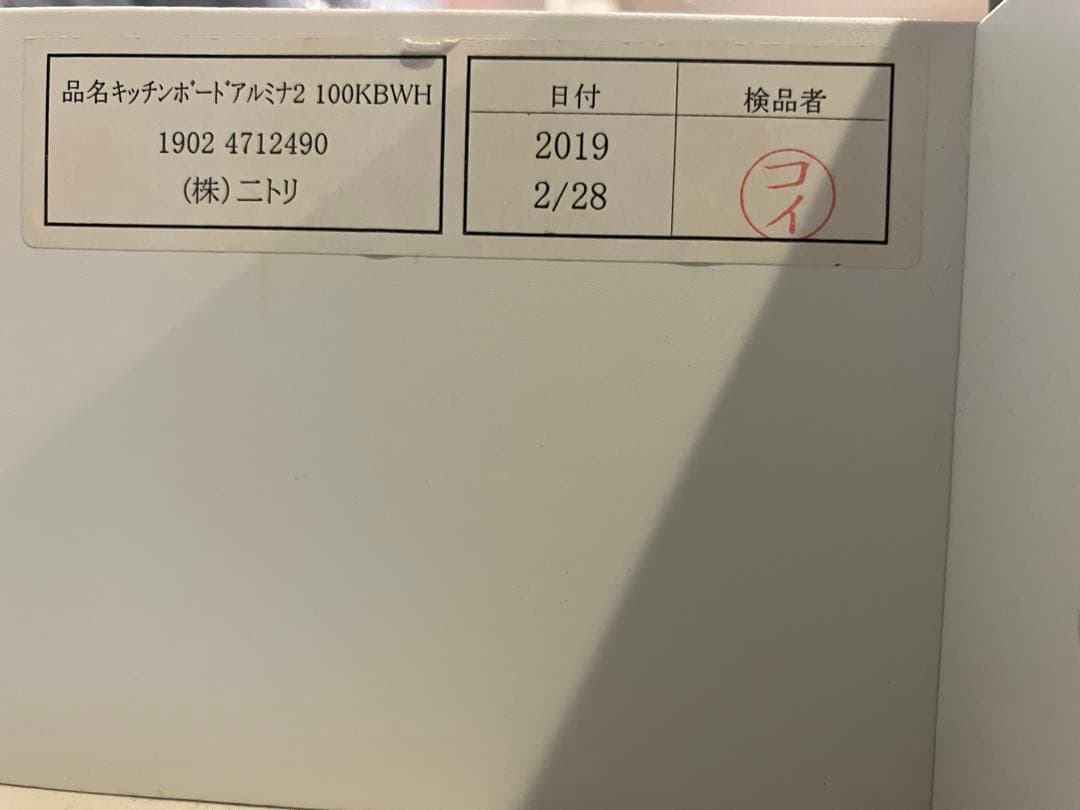 品名ｷｯﾁﾝﾎﾞｰﾄﾞｱﾙﾐﾅ2 100KBWH
1902 4712490
(株)ニトリ
日付
2019
2/28
検品者
コイ